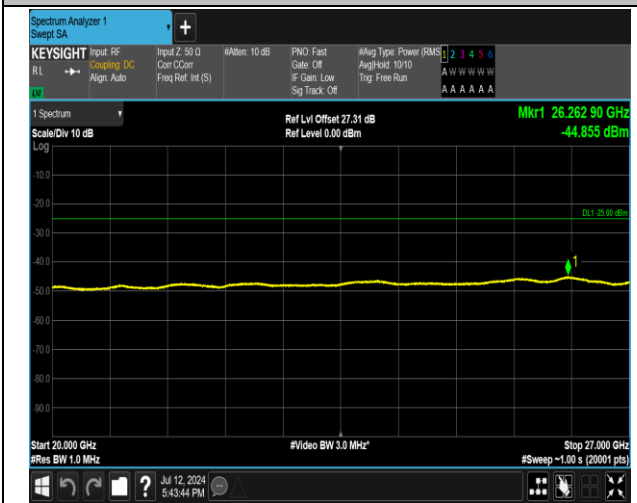 Spectrum Analyzer 1
Swept SA
+
KEYSIGHT
RL
LXI
Input: RF
Coupling: DC
Align: Auto
Input Z: 50 Ω
Corr CCorr
Freq Ref: Int (S)
#Atten: 10 dB
PNO: Fast
Gate: Off
IF Gain: Low
Sig Track: Off
#Avg Type: Power (RMS
Avg|Hold: 10/10
Trig: Free Run
1 2 3 4 5 6
A W W W W W
A A A A A A
1 Spectrum
Scale/Div 10 dB
Log
Ref Lvl Offset 27.31 dB
Ref Level 0.00 dBm
Mkr1 26.262 90 GHz
-44.855 dBm
-10.0
-20.0
DL1 -25.00 dBm
-30.0
-40.0
1
-50.0
-60.0
-70.0
-80.0
-90.0
Start 20.000 GHz
#Video BW 3.0 MHz*
Stop 27.000 GHz
#Res BW 1.0 MHz
#Sweep ~1.00 s (20001 pts)
?
Jul 12, 2024
5:43:44 PM